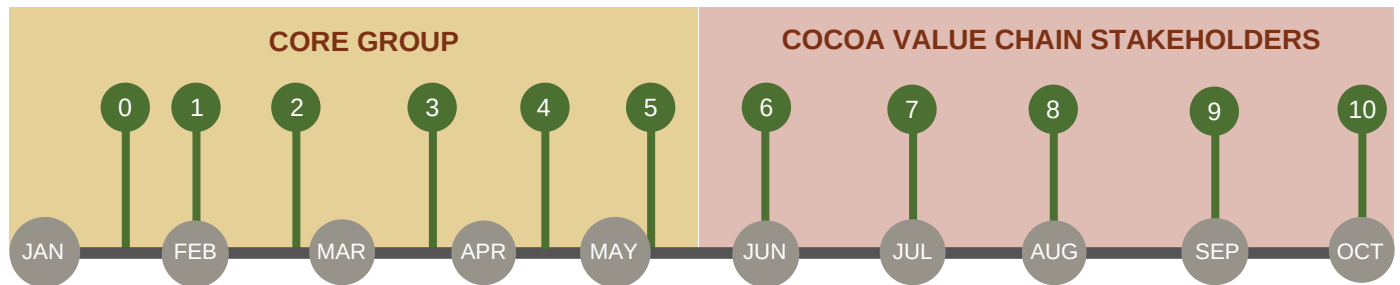 CORE GROUP
COCOA VALUE CHAIN STAKEHOLDERS
0 1 2 3 4 5 6 7 8 9 10
JAN FEB MAR APR MAY JUN JUL AUG SEP OCT